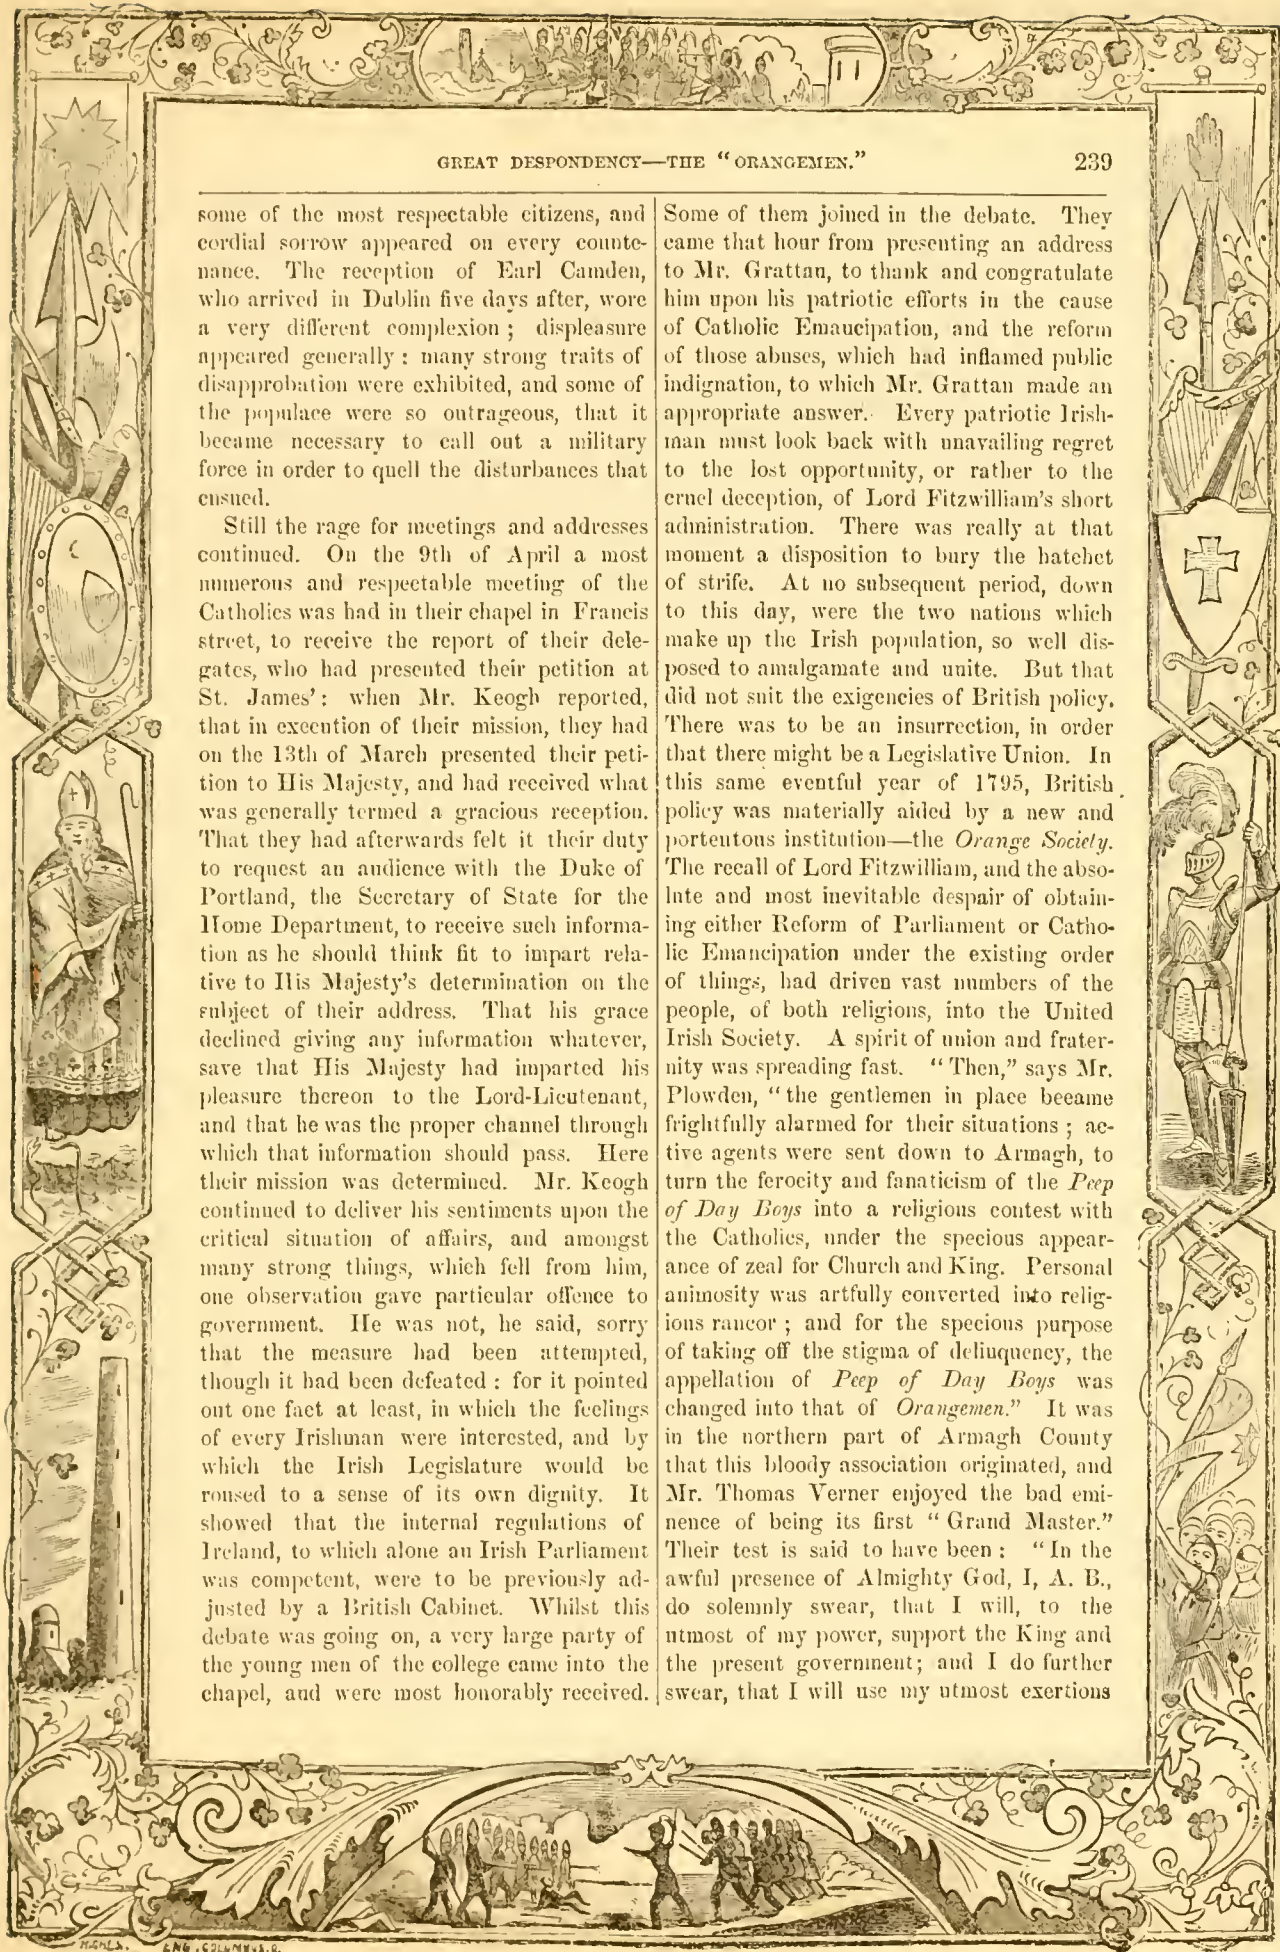 GREAT DESPONDENCY—THE “ORANGEMEN.” 239
some of the most respectable citizens, and
cordial sorrow appeared on every counte-
nance. The reception of Earl Camden,
who arrived in Dublin five days after, wore
a very different complexion ; displeasure
appeared generally : many strong traits of
disapprobation were exhibited, and some of
the populace were so outrageous, that it
became necessary to call out a military
force in order to quell the disturbances that
ensued.
Still the rage for meetings and addresses
continued. On the 9th of April a most
numerous and respectable meeting of the
Catholics was had in their chapel in Francis
street, to receive the report of their dele-
gates, who had presented their petition at
St. James’ : when Mr. Keogh reported,
that in execution of their mission, they had
on the 13th of March presented their peti-
tion to His Majesty, and had received what
was generally termed a gracious reception.
That they had afterwards felt it their duty
to request an audience with the Duke of
Portland, the Secretary of State for the
Home Department, to receive such informa-
tion as he should think fit to impart rela-
tive to His Majesty’s determination on the
subject of their address. That his grace
declined giving any information whatever,
save that His Majesty had imparted his
pleasure thereon to the Lord-Lieutenant,
and that he was the proper channel through
which that information should pass. Here
their mission was determined. Mr. Keogh
continued to deliver his sentiments upon the
critical situation of affairs, and amongst
many strong things, which fell from him,
one observation gave particular offence to
government. He was not, he said, sorry
that the measure had been attempted,
though it had been defeated : for it pointed
out one fact at least, in which the feelings
of every Irishman were interested, and by
which the Irish Legislature would be
roused to a sense of its own dignity. It
showed that the internal regulations of
Ireland, to which alone an Irish Parliament
was competent, were to be previously ad-
justed by a British Cabinet. Whilst this
debate was going on, a very large party of
the young men of the college came into the
chapel, and were most honorably received.
Some of them joined in the debate. They
came that hour from presenting an address
to Mr. Grattan, to thank and congratulate
him upon his patriotic efforts in the cause
of Catholic Emaucipation, and the reform
of those abuses, which had inflamed public
indignation, to which Mr. Grattan made an
appropriate answer. Every patriotic Irish-
man must look back with unavailing regret
to the lost opportunity, or rather to the
cruel deception, of Lord Fitzwilliam’s short
administration. There was really at that
moment a disposition to bury the hatchet
of strife. At no subsequent period, down
to this day, were the two nations which
make up the Irish population, so well dis-
posed to amalgamate and unite. But that
did not suit the exigencies of British policy.
There was to be an insurrection, in order
that there might be a Legislative Union. In
this same eventful year of 1795, British
policy was materially aided by a new and
portentous institution—the Orange Society.
The recall of Lord Fitzwilliam, and the abso-
lute and most inevitable despair of obtain-
ing either Reform of Parliament or Catho-
lic Emancipation under the existing order
of things, had driven vast numbers of the
people, of both religions, into the United
Irish Society. A spirit of union and frater-
nity was spreading fast. “Then,” says Mr.
Plowden, “the gentlemen in place became
frightfully alarmed for their situations ; ac-
tive agents were sent down to Armagh, to
turn the ferocity and fanaticism of the Peep
of Day Boys into a religious contest with
the Catholics, under the specious appear-
ance of zeal for Church and King. Personal
animosity was artfully converted into relig-
ious rancor ; and for the specious purpose
of taking off the stigma of delinquency, the
appellation of Peep of Day Boys was
changed into that of Orangemen.” It was
in the northern part of Armagh County
that this bloody association originated, and
Mr. Thomas Verner enjoyed the bad emi-
nence of being its first “Grand Master.”
Their test is said to have been : “In the
awful presence of Almighty God, I, A. B.,
do solemnly swear, that I will, to the
utmost of my power, support the King and
the present government; and I do further
swear, that I will use my utmost exertions